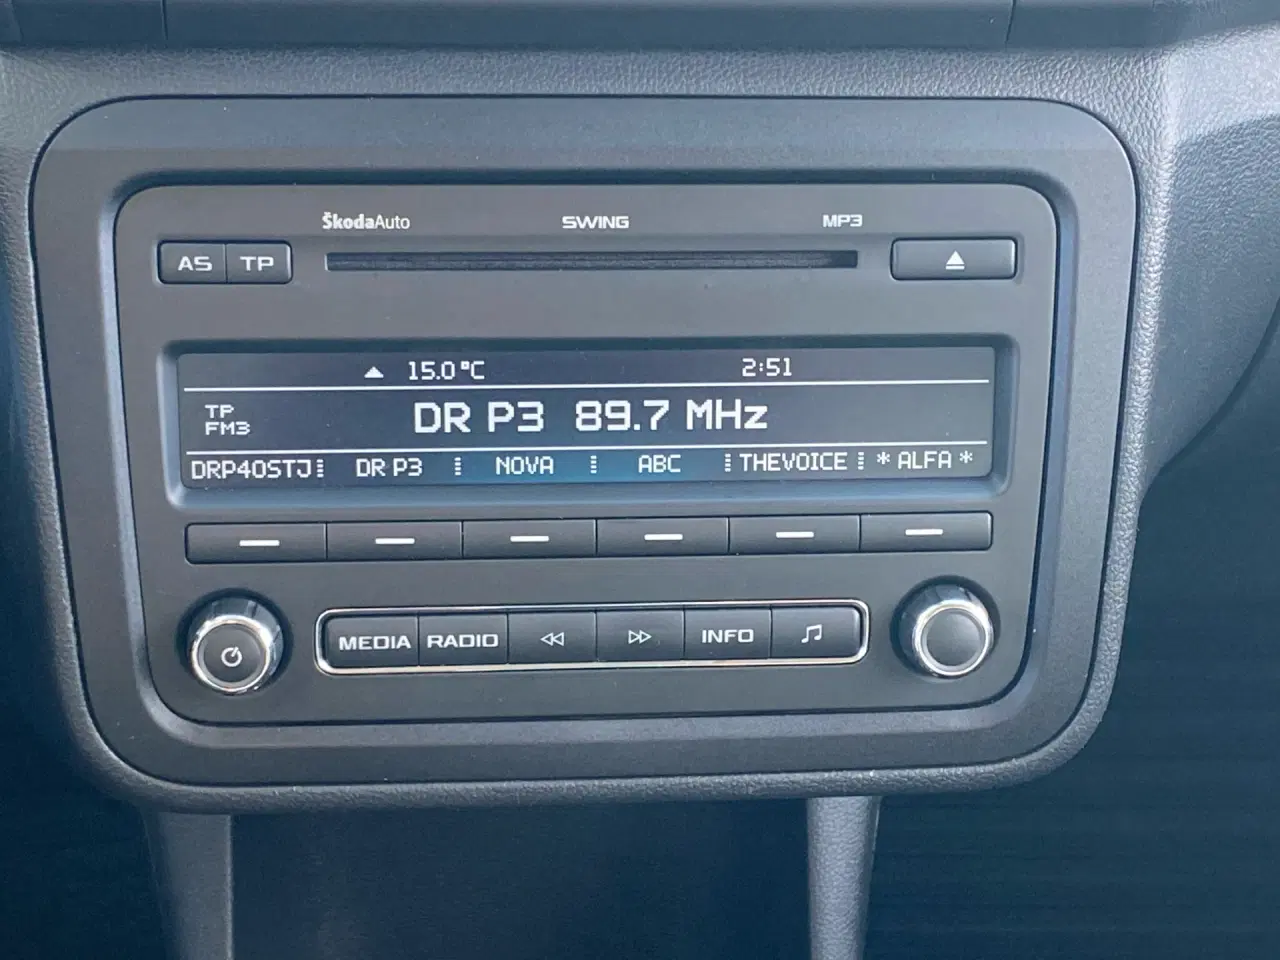 ŠkodaAuto SWING MP3
AS TP
15.0°C 2:51
TP
FM3
DR P3 89.7 MHz
DRP4OSTJ DR P3 NOVA ABC THEVOICE *ALFA*
MEDIA RADIO INFO